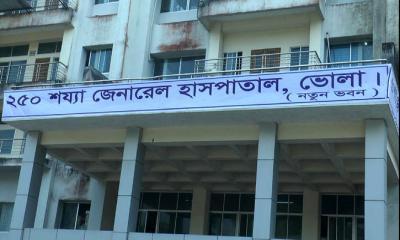 ২৫০ শয্যা জেনারেল হাসপাতাল, ভোলা।
( নতুন ভবন )